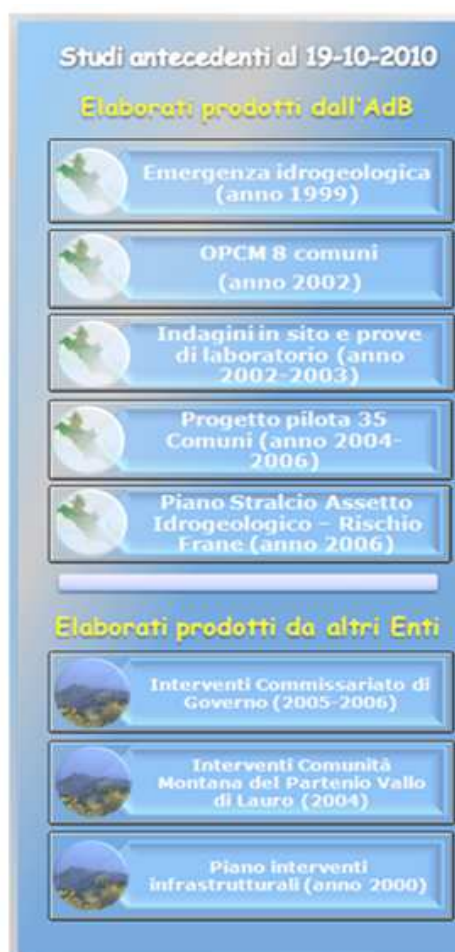 Studi antecedenti al 19-10-2010
Elaborati prodotti dall'AdB
Emergenza idrogeologica
(anno 1999)
OPCM 8 comuni
(anno 2002)
Indagini in sito e prove
di laboratorio (anno
2002-2003)
Progetto pilota 35
Comuni (anno 2004-
2006)
Piano Stralcio Assetto
Idrogeologico – Rischio
Frane (anno 2006)
Elaborati prodotti da altri Enti
Interventi Commissariato di
Governo (2005-2006)
Interventi Comunità
Montana del Partenio Vallo
di Lauro (2004)
Piano interventi
infrastrutturali (anno 2000)